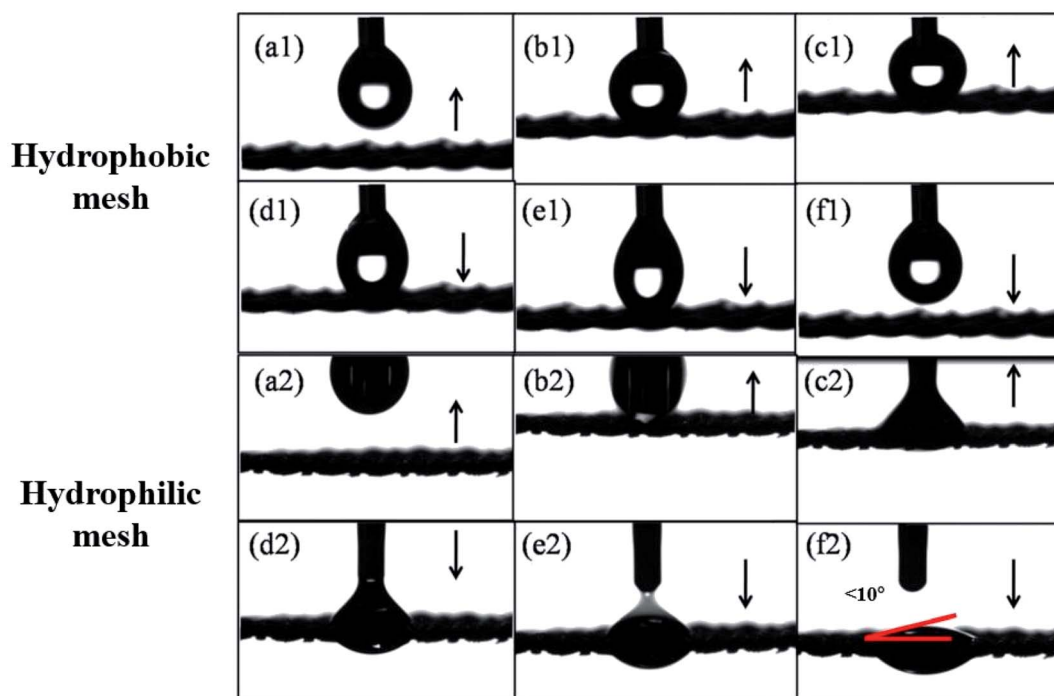 (a1) (b1) (c1)
Hydrophobic
mesh
(d1) (e1) (f1)
(a2) (b2) (c2)
Hydrophilic
mesh
(d2) (e2) (f2)
<10°